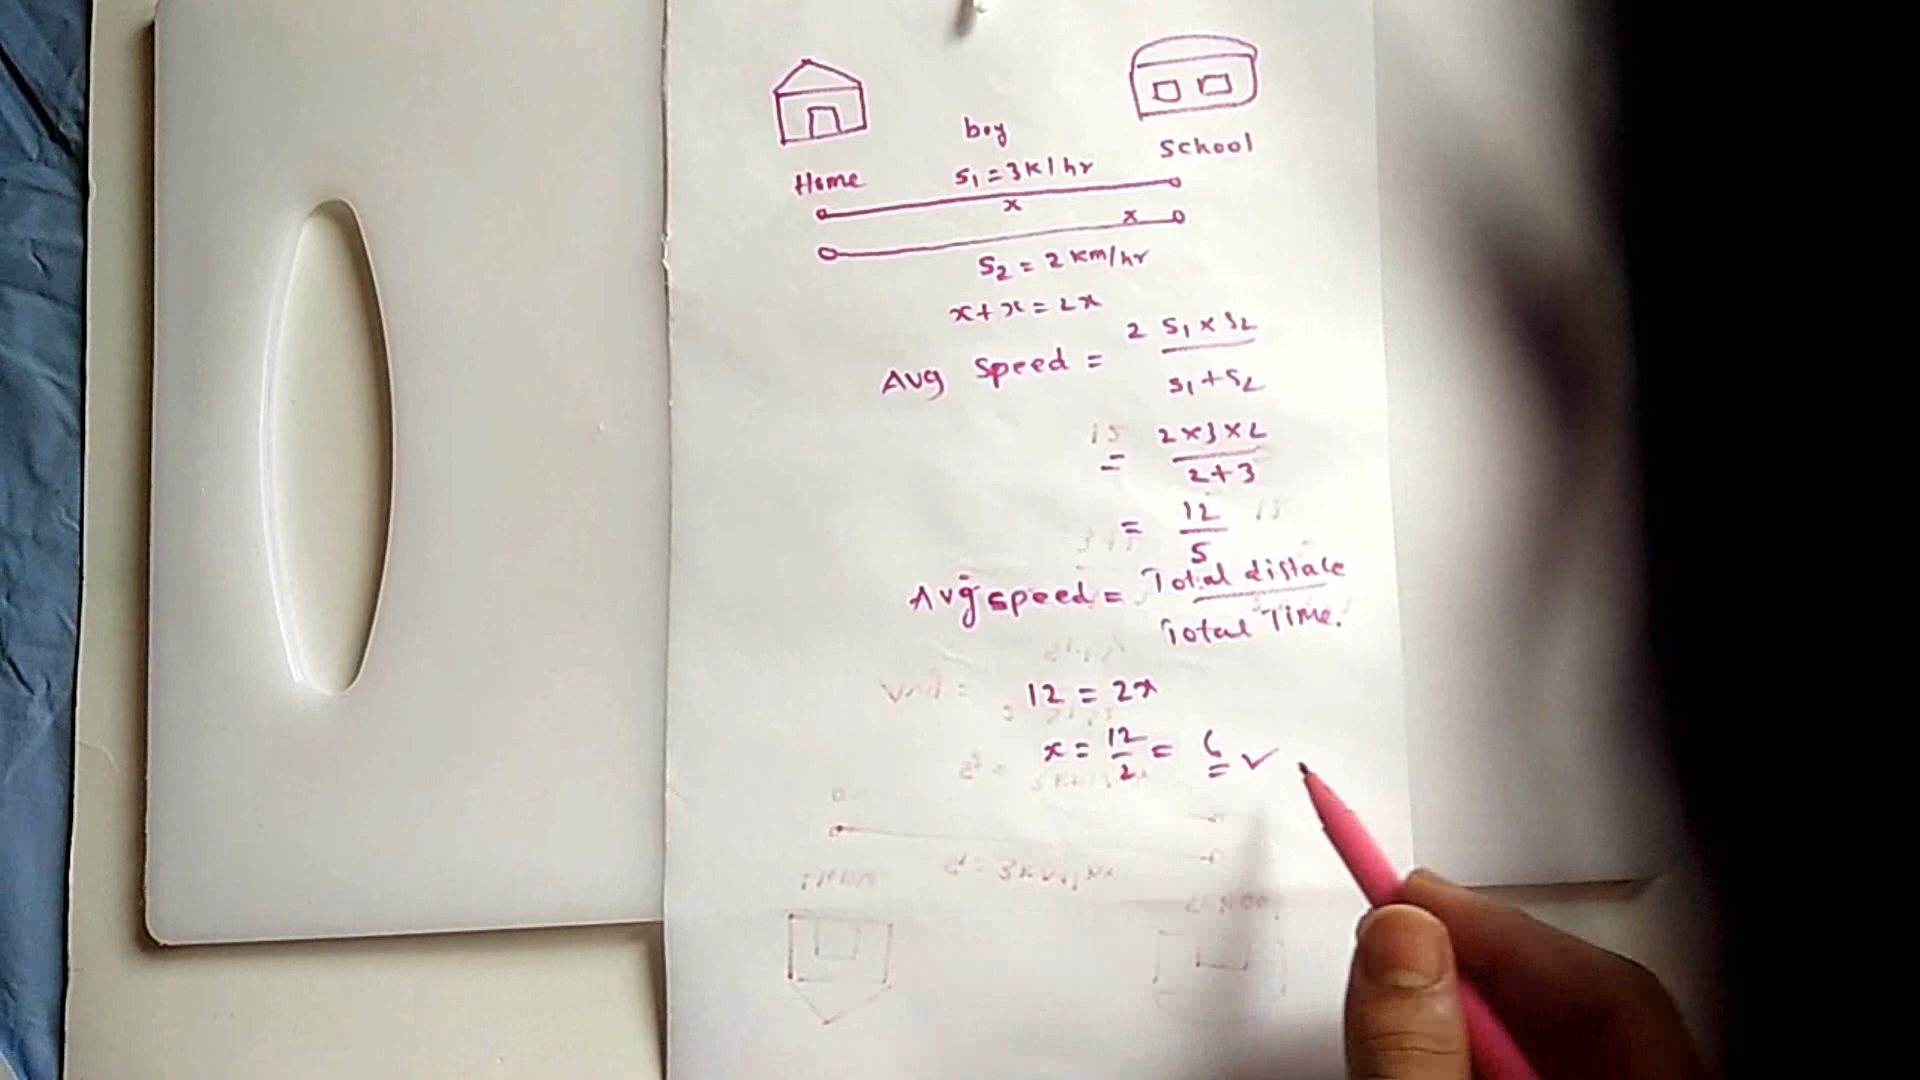 boy
School
Home
S₁ = 3k/hr
x
x
S₂ = 2 km/hr
x + x = 2x
Avg Speed = 2 S₁ × S₂ / S₁ + S₂
= 2 × 3 × 2 / 2 + 3
= 12 / 5
Avg speed = Total distace / Total Time.
12 = 2x
x = 12 / 2 = 6 ✓